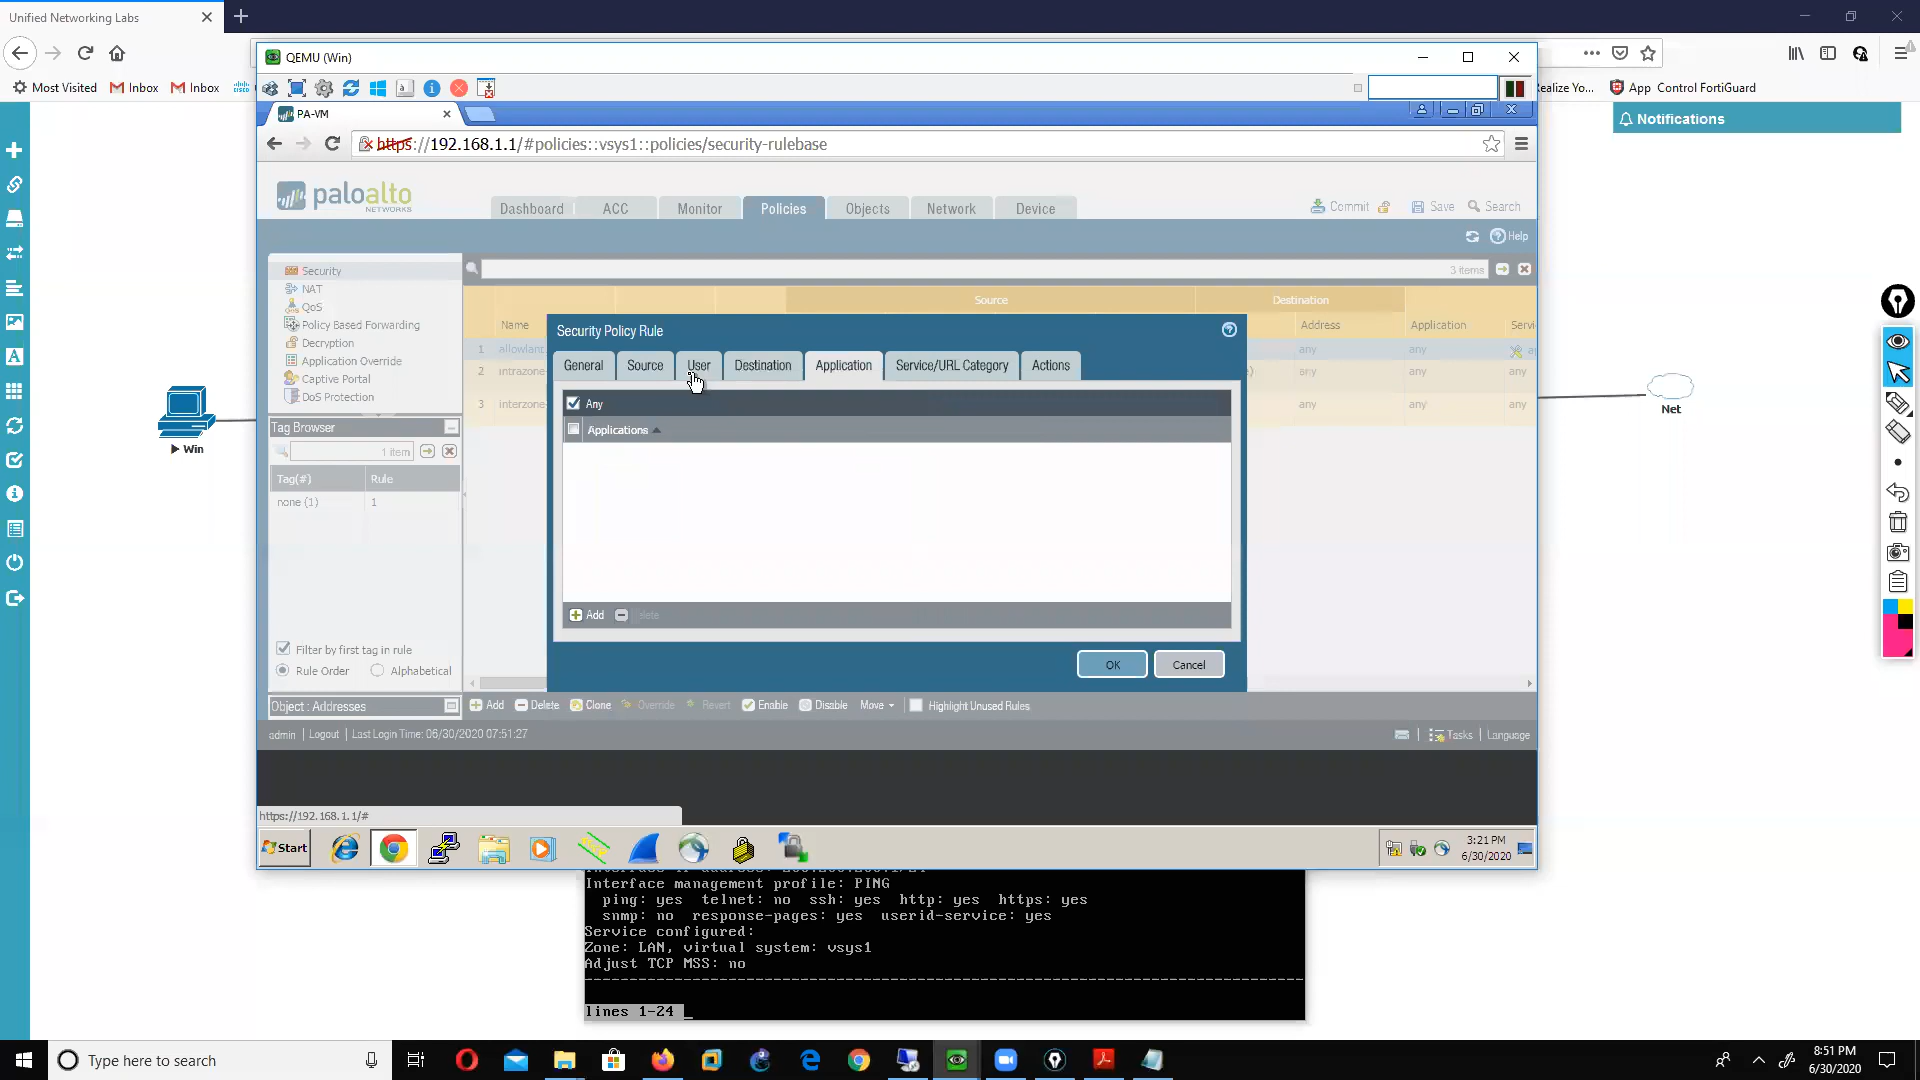 Unified Networking Labs
Most Visited
Inbox
Inbox
QEMU (Win)
ealize Yo...
App Control FortiGuard
Notifications
PA-VM
https://192.168.1.1/#policies::vsys1::policies/security-rulebase
paloalto
NETWORKS
Dashboard
ACC
Monitor
Policies
Objects
Network
Device
Commit
Save
Search
Help
Security
NAT
QoS
Policy Based Forwarding
Decryption
Application Override
Captive Portal
DoS Protection
3 items
Source
Destination
Name
Address
Application
Servi
1 allowlan
any
any
2 intrazone
any
any
any
3 interzone
any
any
any
Security Policy Rule
General
Source
User
Destination
Application
Service/URL Category
Actions
Any
Applications
Add
OK
Cancel
Tag Browser
1 item
Tag(#)
Rule
none (1)
1
Filter by first tag in rule
Rule Order
Alphabetical
Object : Addresses
Add
Delete
Clone
Override
Revert
Enable
Disable
Move
Highlight Unused Rules
admin | Logout | Last Login Time: 06/30/2020 07:51:27
Tasks | Language
https://192.168.1.1/#
Start
3:21 PM
6/30/2020
Win
Net
Interface management profile: PING
ping: yes telnet: no ssh: yes http: yes https: yes
snmp: no response-pages: yes userid-service: yes
Service configured:
Zone: LAN, virtual system: vsys1
Adjust TCP MSS: no
lines 1-24
Type here to search
8:51 PM
6/30/2020